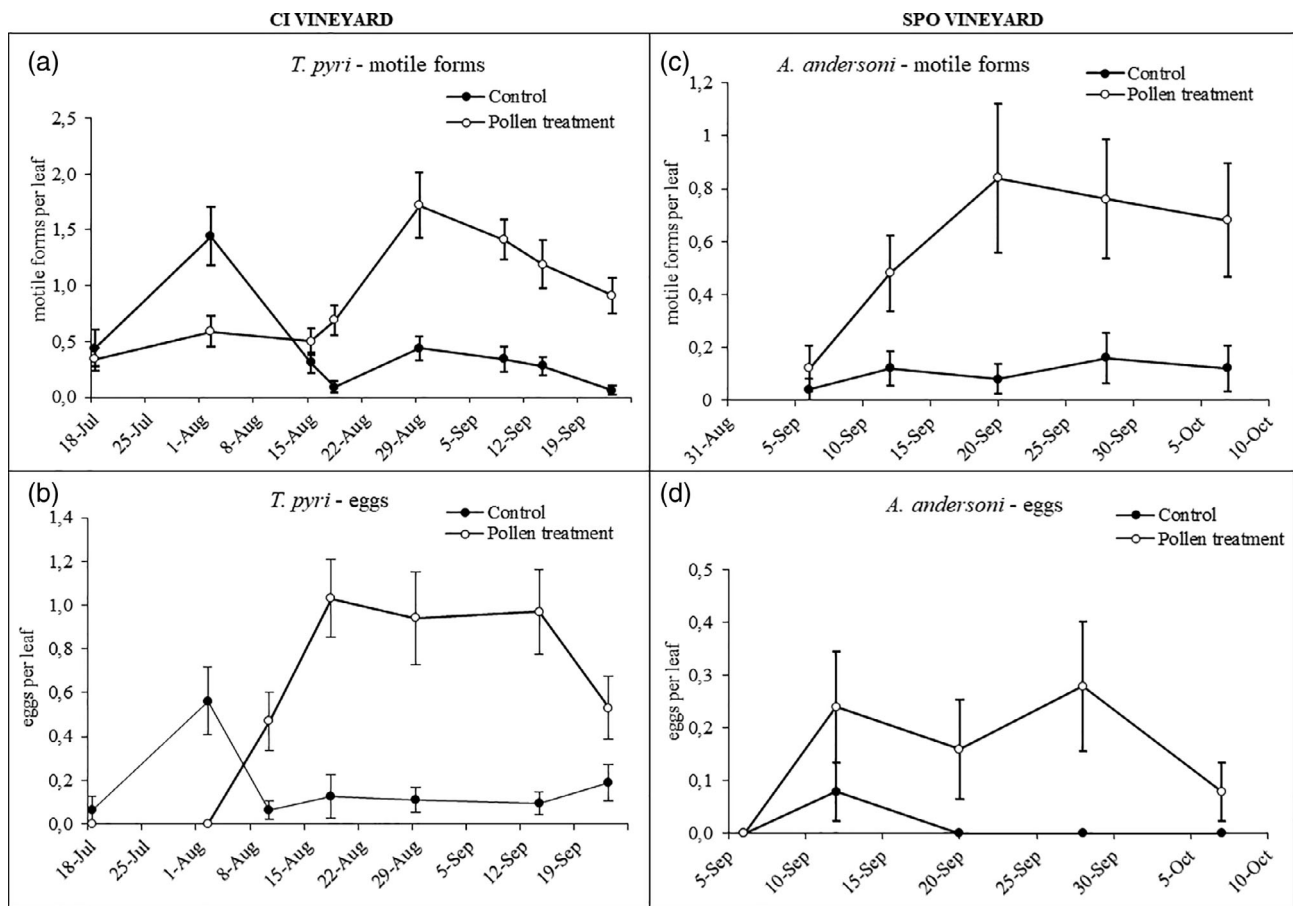 CI VINEYARD
SPO VINEYARD
(a)
T. pyri - motile forms
Control
Pollen treatment
motile forms per leaf
2,5
2,0
1,5
1,0
0,5
0,0
18-Jul
25-Jul
1-Aug
8-Aug
15-Aug
22-Aug
29-Aug
5-Sep
12-Sep
19-Sep
(c)
A. andersoni - motile forms
Control
Pollen treatment
motile forms per leaf
1,2
1
0,8
0,6
0,4
0,2
0
31-Aug
5-Sep
10-Sep
15-Sep
20-Sep
25-Sep
30-Sep
5-Oct
10-Oct
(b)
T. pyri - eggs
Control
Pollen treatment
eggs per leaf
1,4
1,2
1,0
0,8
0,6
0,4
0,2
0,0
18-Jul
25-Jul
1-Aug
8-Aug
15-Aug
22-Aug
29-Aug
5-Sep
12-Sep
19-Sep
(d)
A. andersoni - eggs
Control
Pollen treatment
eggs per leaf
0,5
0,4
0,3
0,2
0,1
0,0
5-Sep
10-Sep
15-Sep
20-Sep
25-Sep
30-Sep
5-Oct
10-Oct